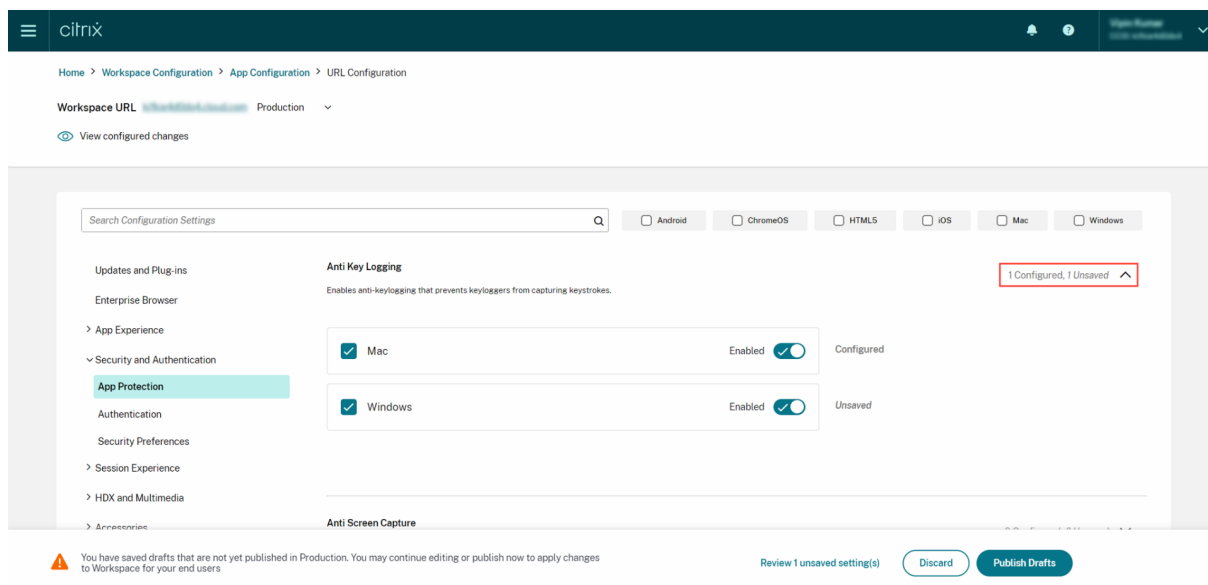 citrix
Home > Workspace Configuration > App Configuration > URL Configuration
Workspace URL Production
View configured changes
Search Configuration Settings
Android
ChromeOS
HTML5
iOS
Mac
Windows
Updates and Plug-ins
Enterprise Browser
App Experience
Security and Authentication
App Protection
Authentication
Security Preferences
Session Experience
HDX and Multimedia
Accessories
Anti Key Logging
1 Configured, 1 Unsaved
Enables anti-keylogging that prevents keyloggers from capturing keystrokes.
Mac Enabled Configured
Windows Enabled Unsaved
Anti Screen Capture
You have saved drafts that are not yet published in Production. You may continue editing or publish now to apply changes
to Workspace for your end users
Review 1 unsaved setting(s)
Discard
Publish Drafts